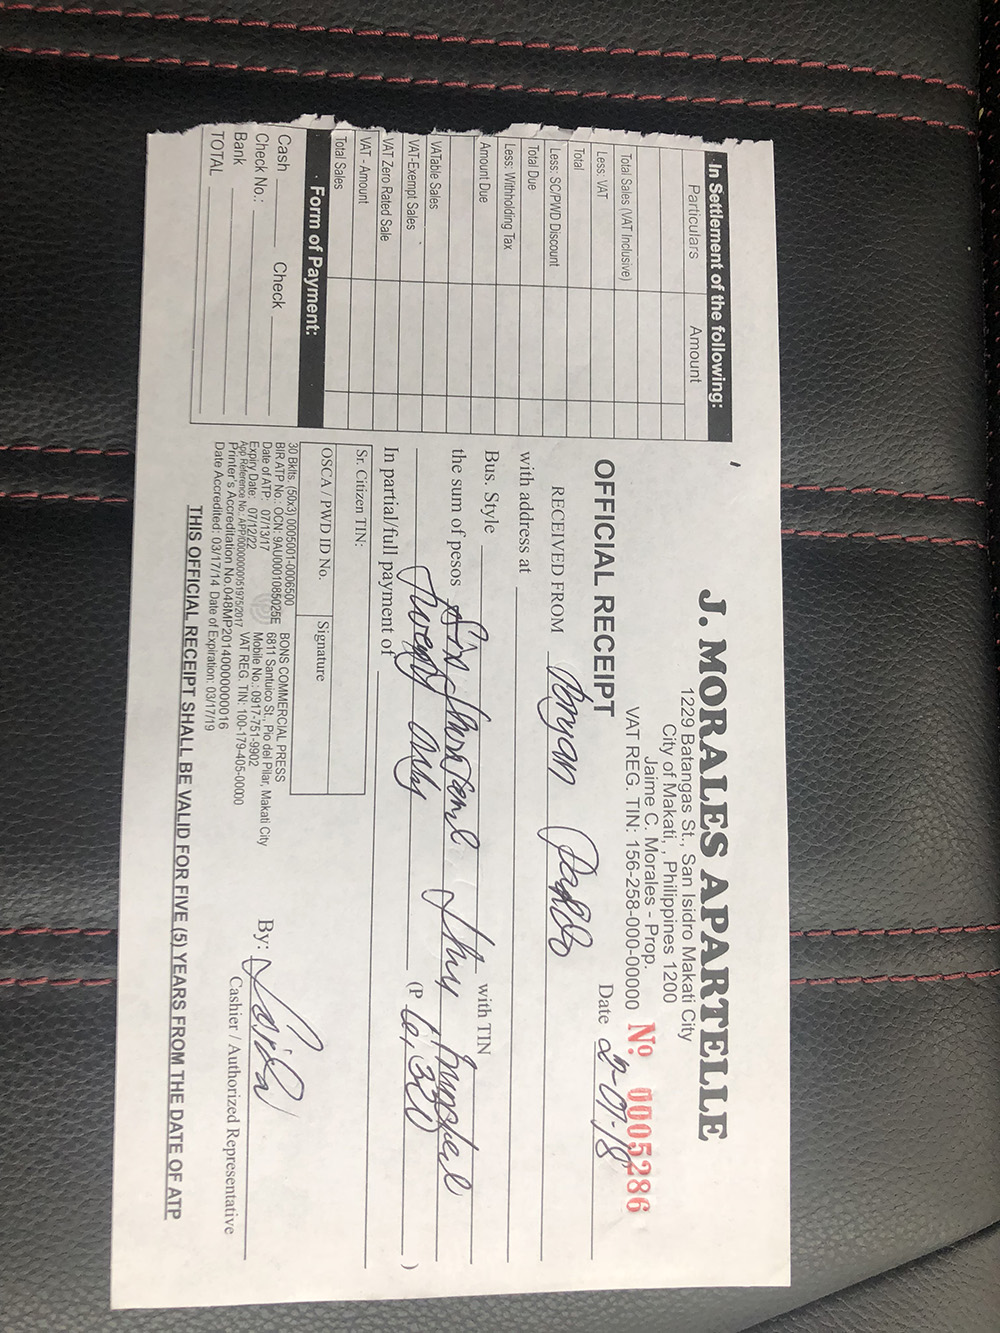 In Settlement of the following:
Particulars Amount
Total Sales (VAT Inclusive)
Less: VAT
Total
Less: SC/PWD Discount
Total Due
Less: Withholding Tax
Amount Due
VATable Sales
VAT-Exempt Sales
VAT Zero Rated Sale
VAT - Amount
Total Sales
Form of Payment:
Cash Check
Check No.:
Bank
TOTAL
J. MORALES APARTELLE
1229 Batangas St., San Isidro Makati City
City of Makati, , Philippines 1200
Jaime C. Morales - Prop.
VAT REG. TIN: 156-258-000-00000
No. 0005286
OFFICIAL RECEIPT
Date 2-07-18
RECEIVED FROM Bryan Pablo
with address at
Bus. Style with TIN
the sum of pesos Six thousand three hundred
twenty only (P 6,320 )
In partial/full payment of
Sr. Citizen TIN:
OSCA / PWD ID No. Signature
30 Bklts. (50x3) 0005001-0006500
BIR ATP No.: OCN: 9AU0001085025E
Date of ATP: 07/13/17
Expiry Date: 07/12/22
Printer's Accreditation No.048MP20140000000016
Date Accredited: 03/17/14 Date of Expiration: 03/17/19
BONS COMMERCIAL PRESS
6811 Santuico St., Pio del Pilar, Makati City
Mobile No.: 0917-751-9902
VAT REG. TIN: 100-179-405-00000
By:
Cashier / Authorized Representative
THIS OFFICIAL RECEIPT SHALL BE VALID FOR FIVE (5) YEARS FROM THE DATE OF ATP